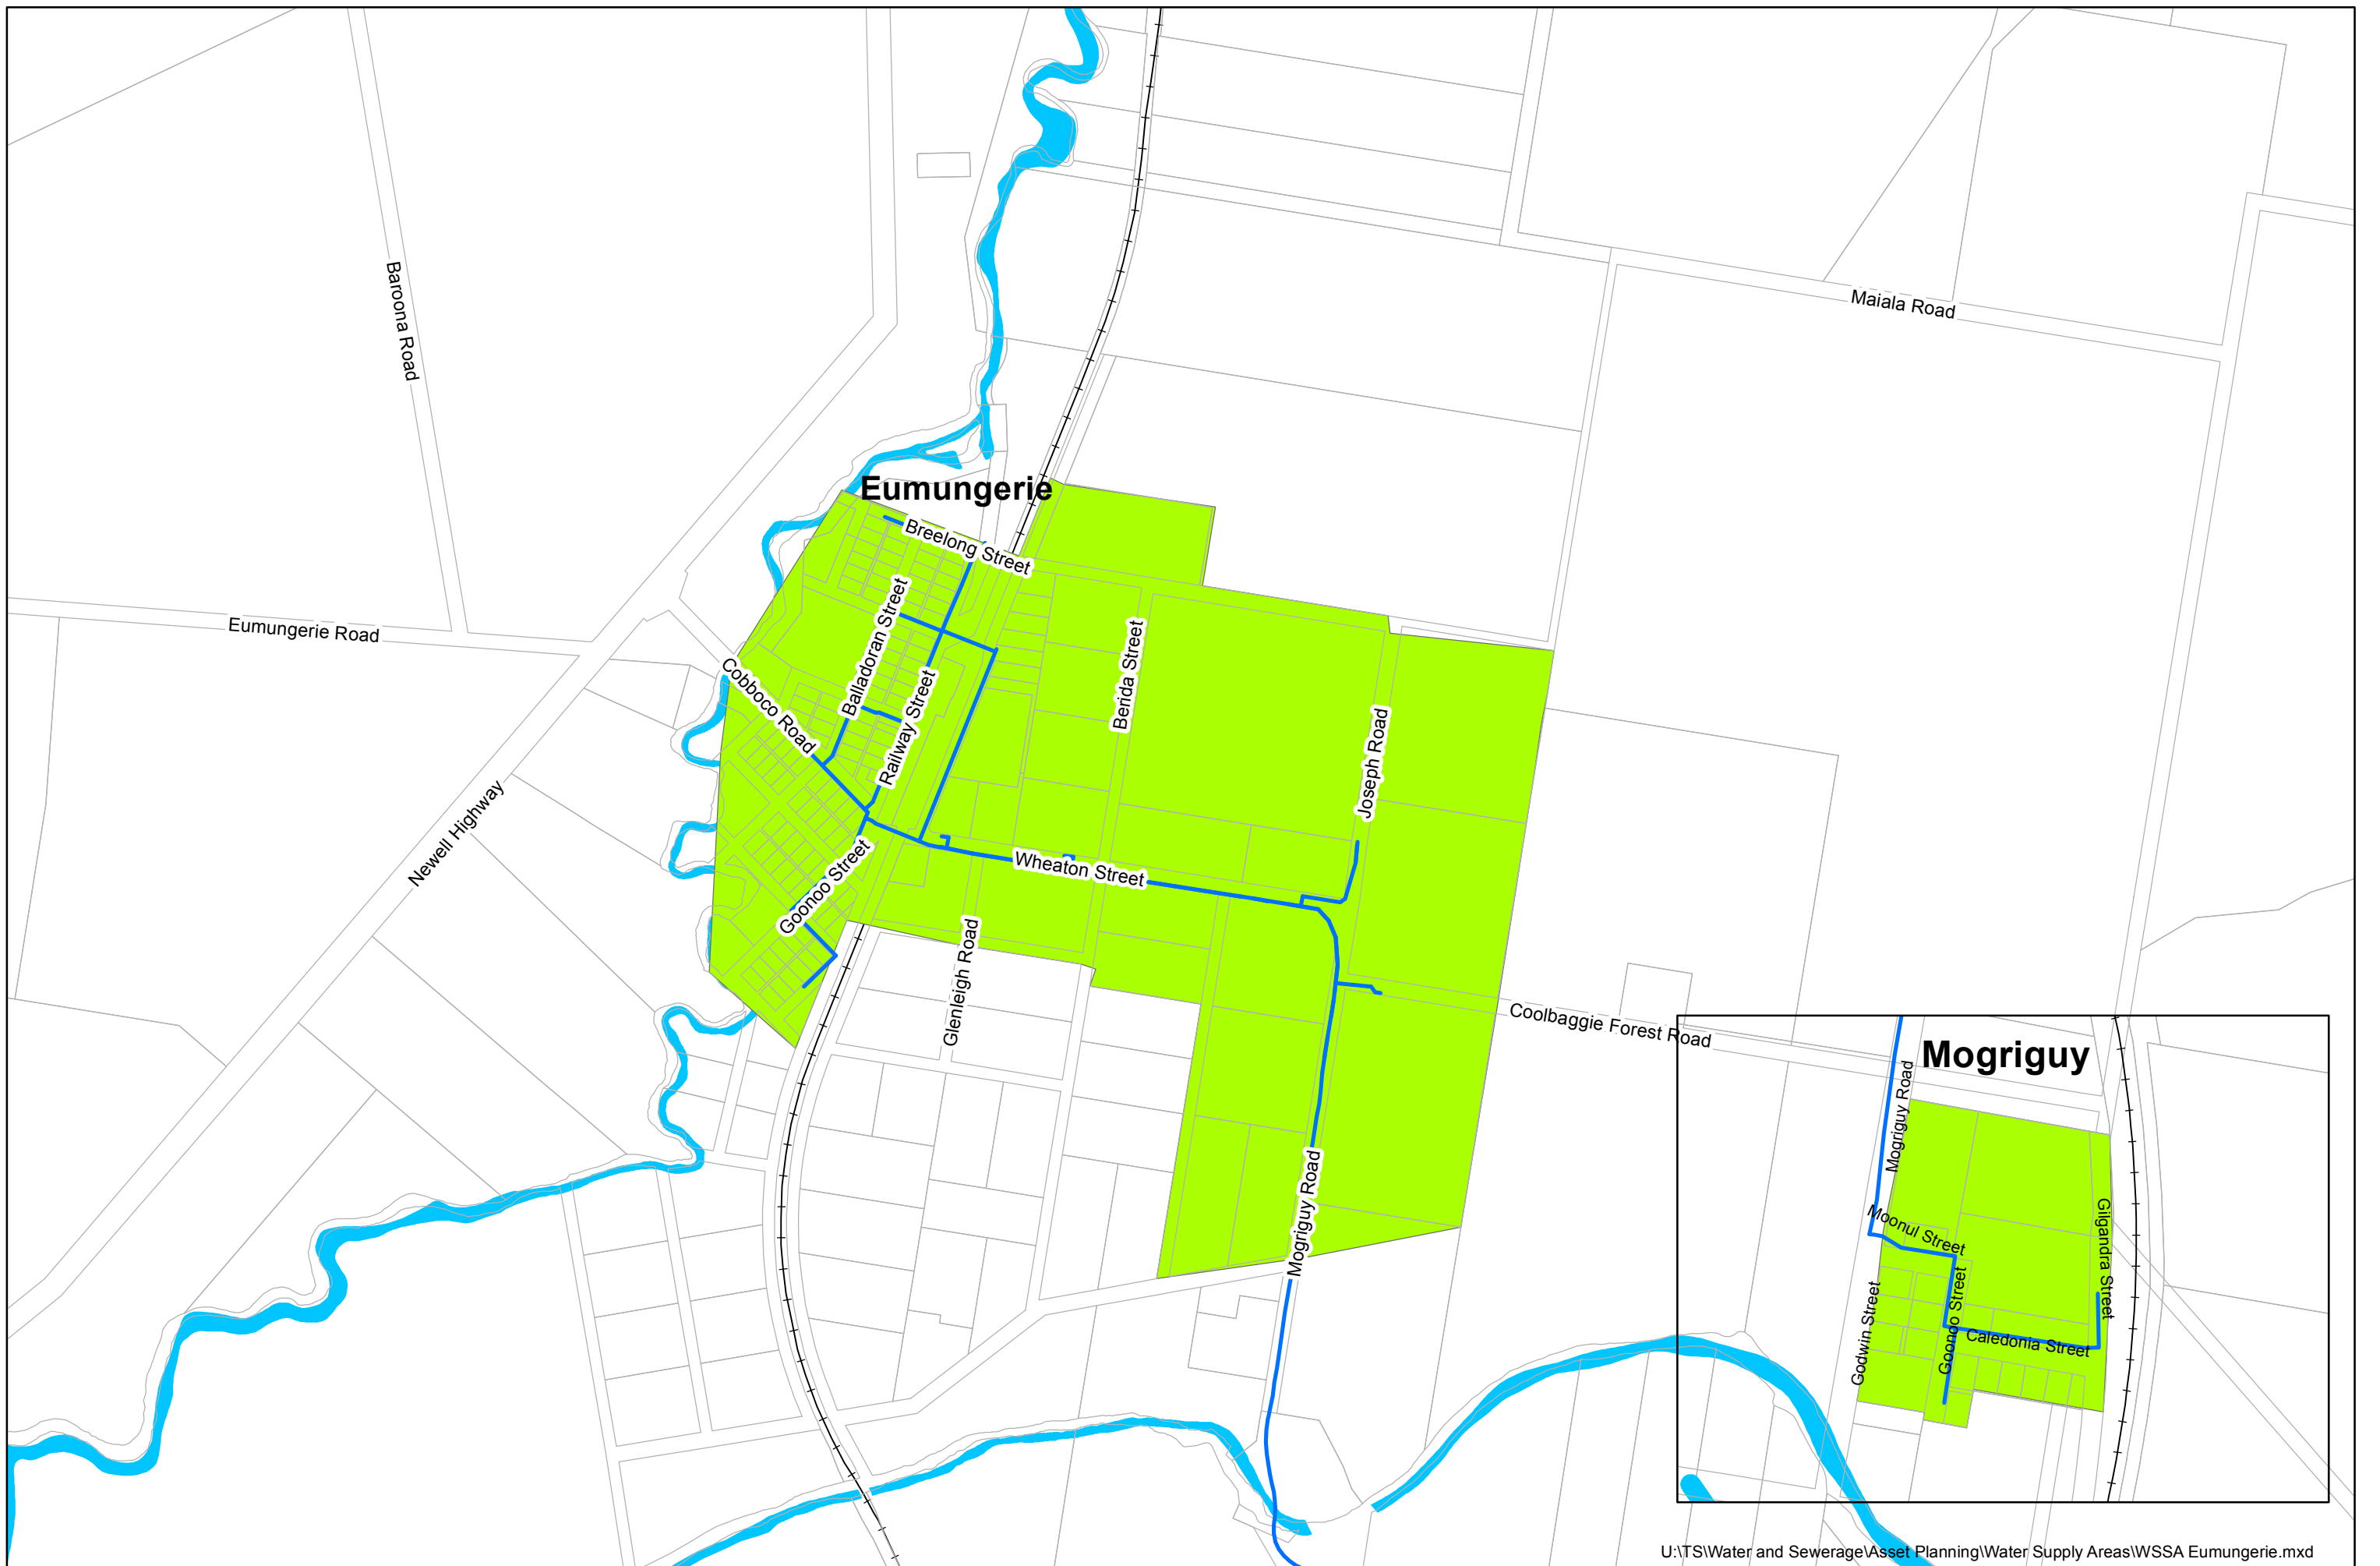 Baroona Road
Maiala Road
Eumungerie
Breelong Street
Eumungerie Road
Balladoran Street
Berida Street
Cobboco Road
Railway Street
Joseph Road
Newell Highway
Wheaton Street
Goonoo Street
Glenleigh Road
Coolbaggie Forest Road
Mogriguy Road
Mogriguy
Mogriguy Road
Moonul Street
Gilgandra Street
Godwin Street
Goonoo Street
Caledonia Street
U:\TS\Water and Sewerage\Asset Planning\Water Supply Areas\WSSA Eumungerie.mxd